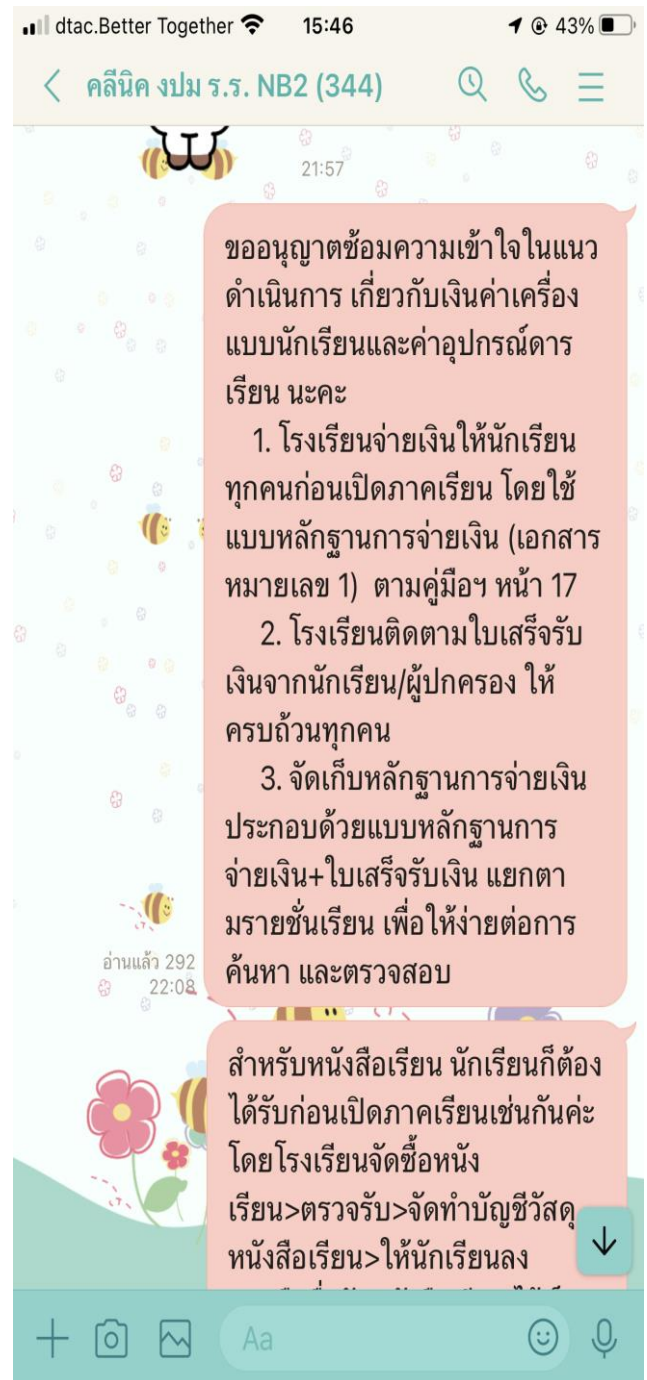 dtac.Better Together 15:46 43%
คลีนิค งปม ร.ร. NB2 (344)
21:57
ขออนุญาตซ้อมความเข้าใจในแนว
ดำเนินการ เกี่ยวกับเงินค่าเครื่อง
แบบนักเรียนและค่าอุปกรณ์ดาร
เรียน นะคะ
1. โรงเรียนจ่ายเงินให้นักเรียน
ทุกคนก่อนเปิดภาคเรียน โดยใช้
แบบหลักฐานการจ่ายเงิน (เอกสาร
หมายเลข 1) ตามคู่มือฯ หน้า 17
2. โรงเรียนติดตามใบเสร็จรับ
เงินจากนักเรียน/ผู้ปกครอง ให้
ครบถ้วนทุกคน
3. จัดเก็บหลักฐานการจ่ายเงิน
ประกอบด้วยแบบหลักฐานการ
จ่ายเงิน+ใบเสร็จรับเงิน แยกตา
มรายชั่นเรียน เพื่อให้ง่ายต่อการ
ค้นหา และตรวจสอบ
อ่านแล้ว 292
22:08
สำหรับหนังสือเรียน นักเรียนก็ต้อง
ได้รับก่อนเปิดภาคเรียนเช่นกันค่ะ
โดยโรงเรียนจัดซื้อหนัง
เรียน>ตรวจรับ>จัดทำบัญชีวัสดุ
หนังสือเรียน>ให้นักเรียนลง
Aa